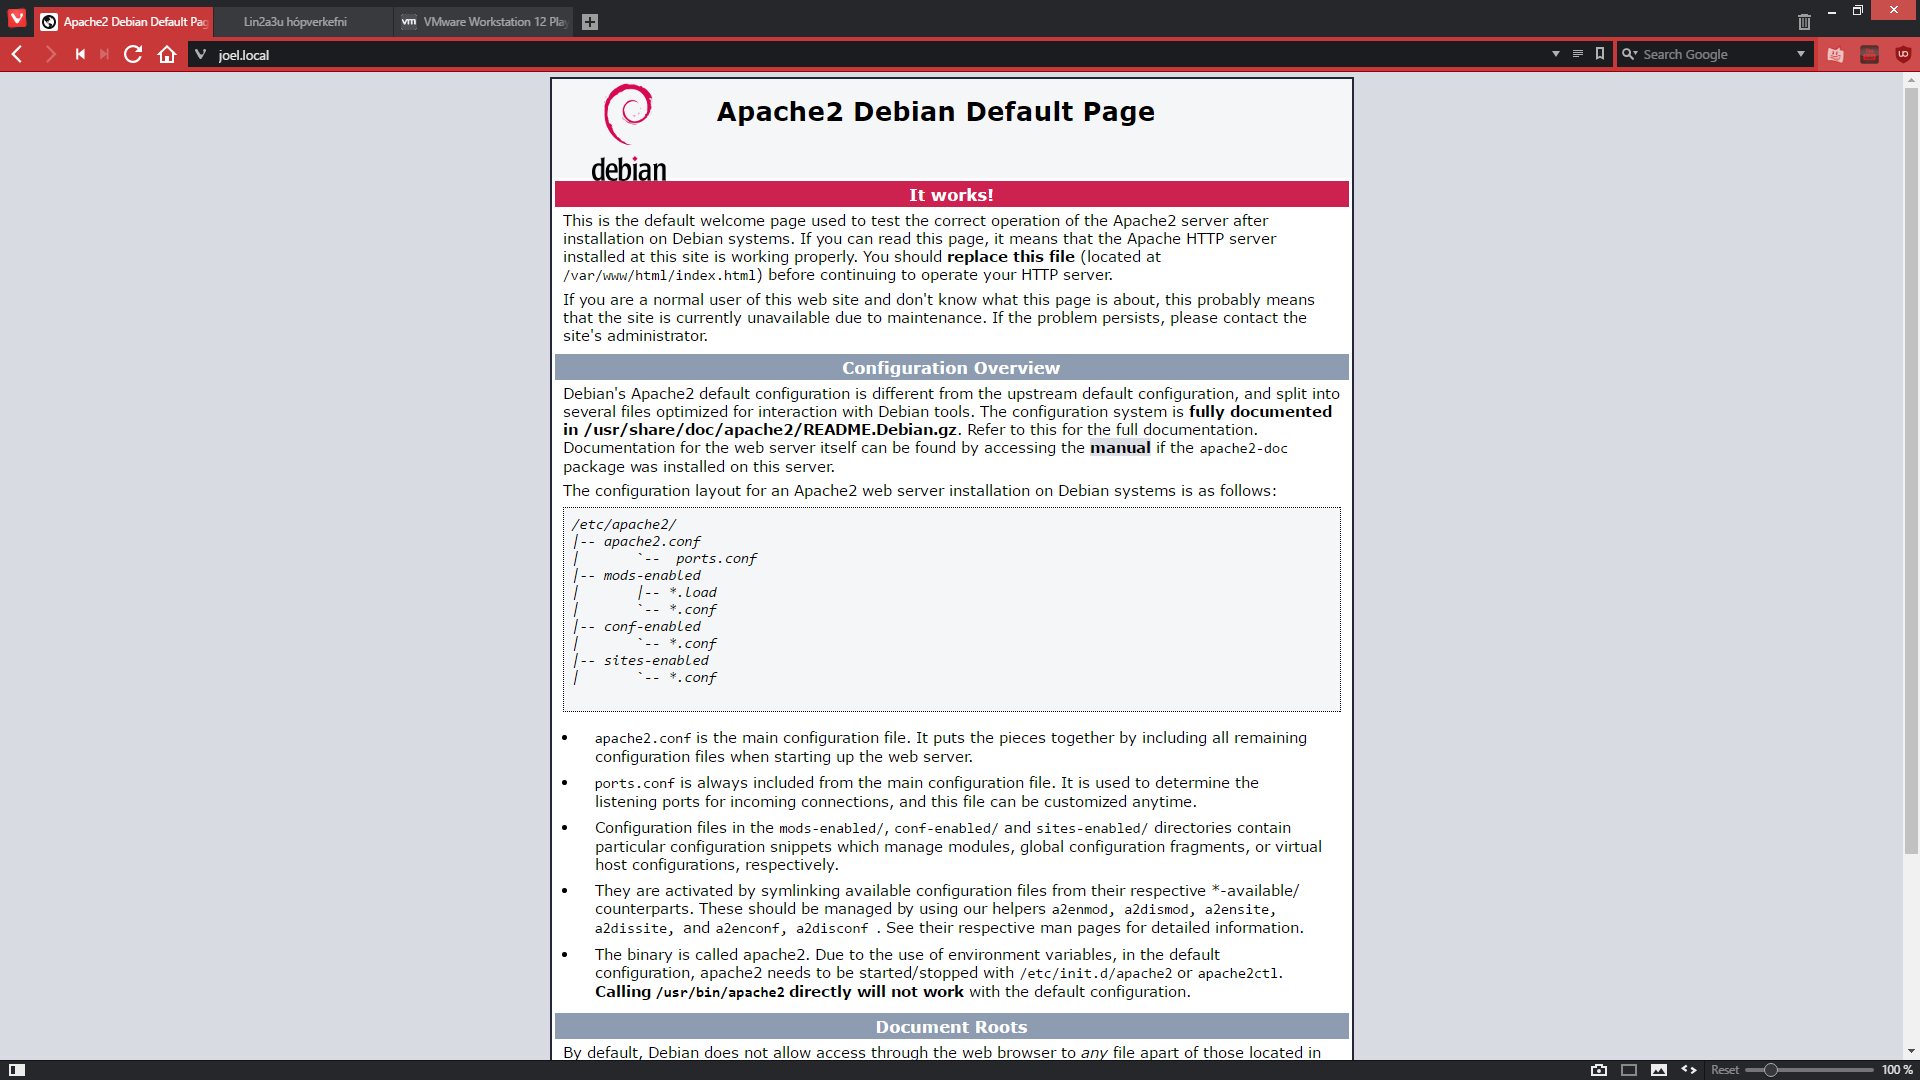 Apache2 Debian Default Pag
Lin2a3u hópverkefni
vm VMware Workstation 12 Play
joel.local
Search Google
Apache2 Debian Default Page
debian
It works!
This is the default welcome page used to test the correct operation of the Apache2 server after
installation on Debian systems. If you can read this page, it means that the Apache HTTP server
installed at this site is working properly. You should replace this file (located at
/var/www/html/index.html) before continuing to operate your HTTP server.
If you are a normal user of this web site and don't know what this page is about, this probably means
that the site is currently unavailable due to maintenance. If the problem persists, please contact the
site's administrator.
Configuration Overview
Debian's Apache2 default configuration is different from the upstream default configuration, and split into
several files optimized for interaction with Debian tools. The configuration system is fully documented
in /usr/share/doc/apache2/README.Debian.gz. Refer to this for the full documentation.
Documentation for the web server itself can be found by accessing the manual if the apache2-doc
package was installed on this server.
The configuration layout for an Apache2 web server installation on Debian systems is as follows:
/etc/apache2/
|-- apache2.conf
|       `--  ports.conf
|-- mods-enabled
|       |-- *.load
|       `-- *.conf
|-- conf-enabled
|       `-- *.conf
|-- sites-enabled
|       `-- *.conf
• apache2.conf is the main configuration file. It puts the pieces together by including all remaining
configuration files when starting up the web server.
• ports.conf is always included from the main configuration file. It is used to determine the
listening ports for incoming connections, and this file can be customized anytime.
• Configuration files in the mods-enabled/, conf-enabled/ and sites-enabled/ directories contain
particular configuration snippets which manage modules, global configuration fragments, or virtual
host configurations, respectively.
• They are activated by symlinking available configuration files from their respective *-available/
counterparts. These should be managed by using our helpers a2enmod, a2dismod, a2ensite,
a2dissite, and a2enconf, a2disconf . See their respective man pages for detailed information.
• The binary is called apache2. Due to the use of environment variables, in the default
configuration, apache2 needs to be started/stopped with /etc/init.d/apache2 or apache2ctl.
Calling /usr/bin/apache2 directly will not work with the default configuration.
Document Roots
By default, Debian does not allow access through the web browser to any file apart of those located in
Reset
100 %